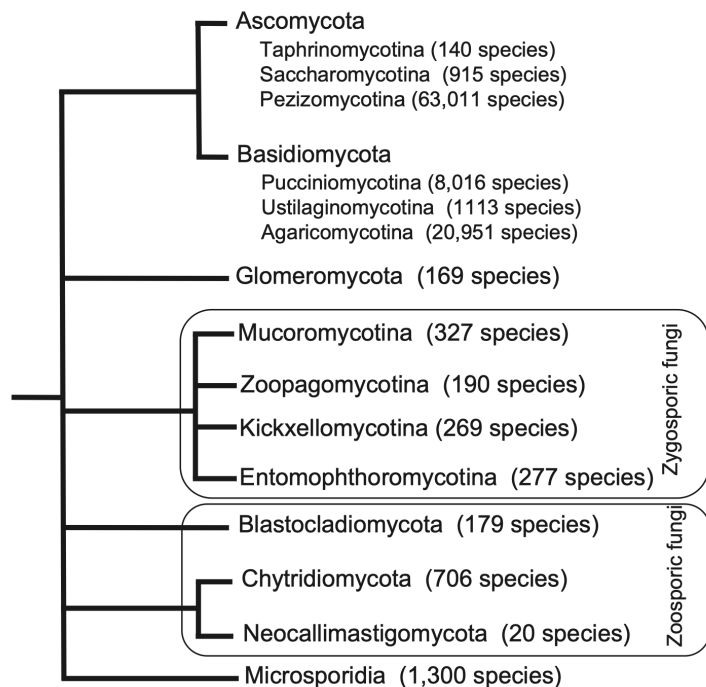 Ascomycota
Taphrinomycotina (140 species)
Saccharomycotina (915 species)
Pezizomycotina (63,011 species)
Basidiomycota
Pucciniomycotina (8,016 species)
Ustilaginomycotina (1113 species)
Agaricomycotina (20,951 species)
Glomeromycota (169 species)
Mucoromycotina (327 species)
Zoopagomycotina (190 species)
Kickxellomycotina (269 species)
Entomophthoromycotina (277 species)
Zygosporic fungi
Blastocladiomycota (179 species)
Chytridiomycota (706 species)
Neocallimastigomycota (20 species)
Zoosporic fungi
Microsporidia (1,300 species)